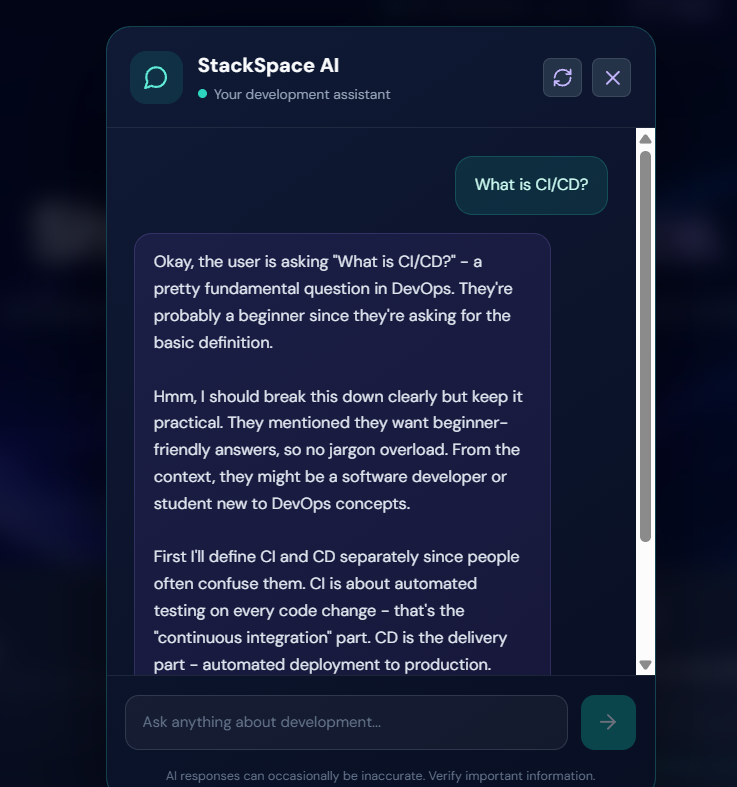 StackSpace AI
Your development assistant
What is CI/CD?
Okay, the user is asking "What is CI/CD?" - a
pretty fundamental question in DevOps. They're
probably a beginner since they're asking for the
basic definition.
Hmm, I should break this down clearly but keep it
practical. They mentioned they want beginner-
friendly answers, so no jargon overload. From the
context, they might be a software developer or
student new to DevOps concepts.
First I'll define CI and CD separately since people
often confuse them. CI is about automated
testing on every code change - that's the
"continuous integration" part. CD is the delivery
part - automated deployment to production.
Ask anything about development...
AI responses can occasionally be inaccurate. Verify important information.